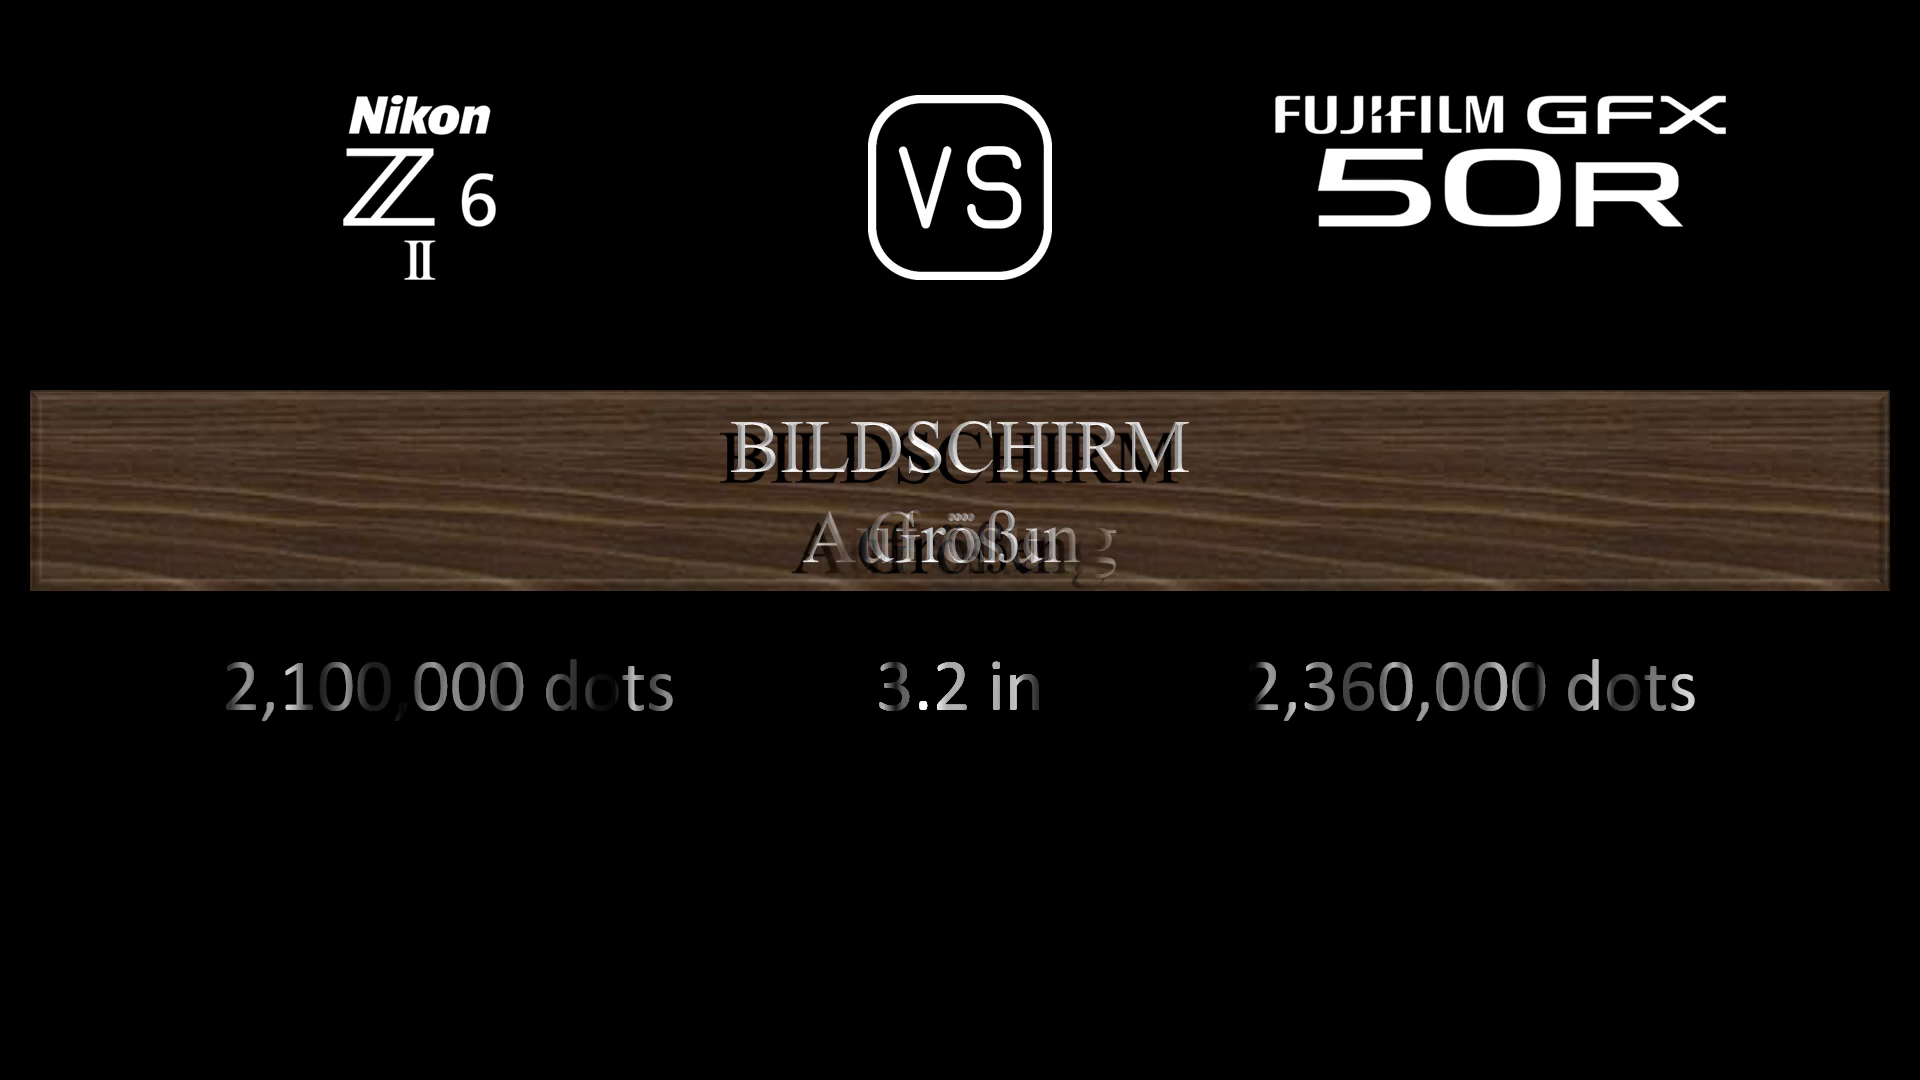 Nikon
Z 6
II
VS
FUJIFILM GFX
50R
BILDSCHIRM
Größe
2,100,000 dots
3.2 in
2,360,000 dots